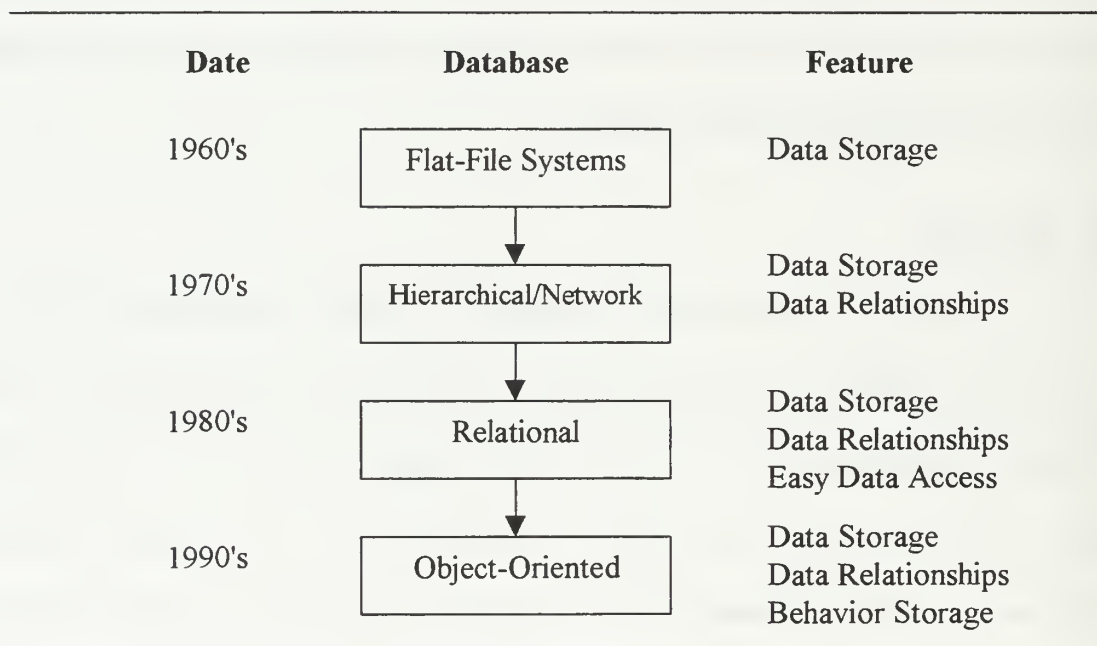 Date Database Feature
1960's Flat-File Systems Data Storage
1970's Hierarchical/Network Data Storage
Data Relationships
1980's Relational Data Storage
Data Relationships
Easy Data Access
1990's Object-Oriented Data Storage
Data Relationships
Behavior Storage